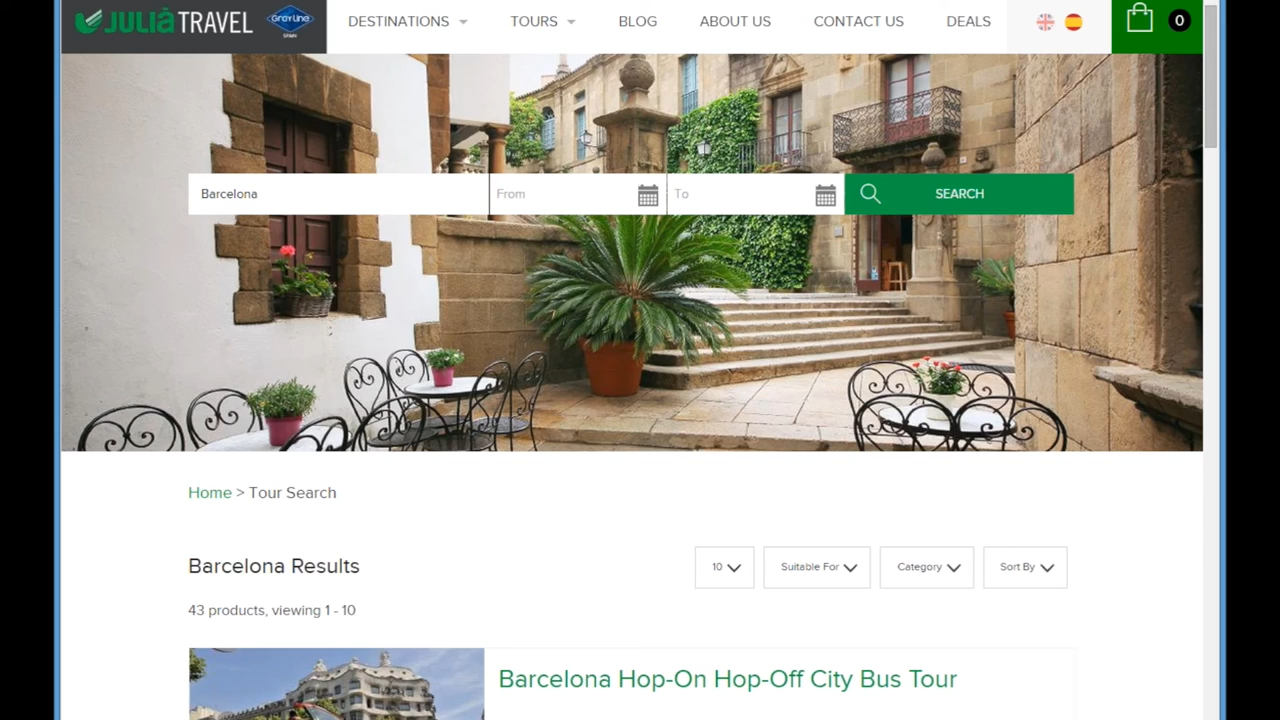 JULIÀ TRAVEL
GRAY LINE
SPAIN
DESTINATIONS
TOURS
BLOG
ABOUT US
CONTACT US
DEALS
0
Barcelona
From
To
SEARCH
Home > Tour Search
Barcelona Results
10
Suitable For
Category
Sort By
43 products, viewing 1 - 10
Barcelona Hop-On Hop-Off City Bus Tour